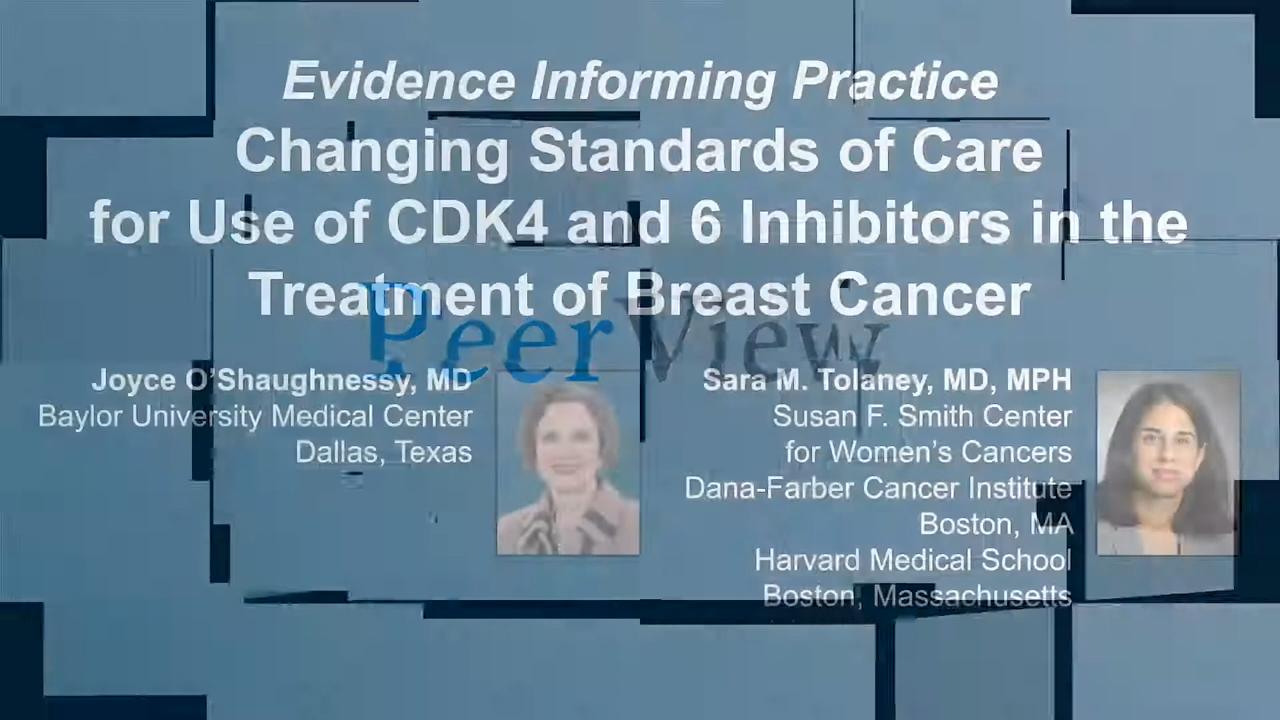 Evidence Informing Practice
Changing Standards of Care
for Use of CDK4 and 6 Inhibitors in the
Treatment of Breast Cancer
PeerView
Joyce O’Shaughnessy, MD
Baylor University Medical Center
Dallas, Texas
Sara M. Tolaney, MD, MPH
Susan F. Smith Center
for Women’s Cancers
Dana-Farber Cancer Institute
Boston, MA
Harvard Medical School
Boston, Massachusetts